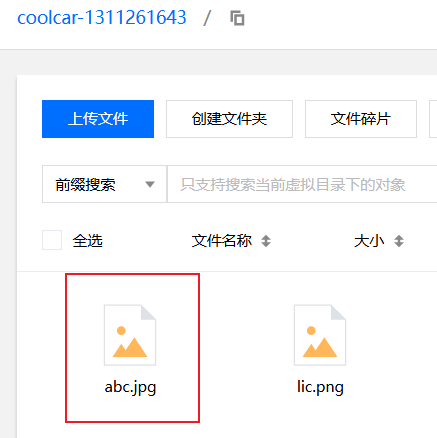 coolcar-1311261643 /
上传文件 创建文件夹 文件碎片
前缀搜索 只支持搜索当前虚拟目录下的对象
全选 文件名称 大小
abc.jpg lic.png